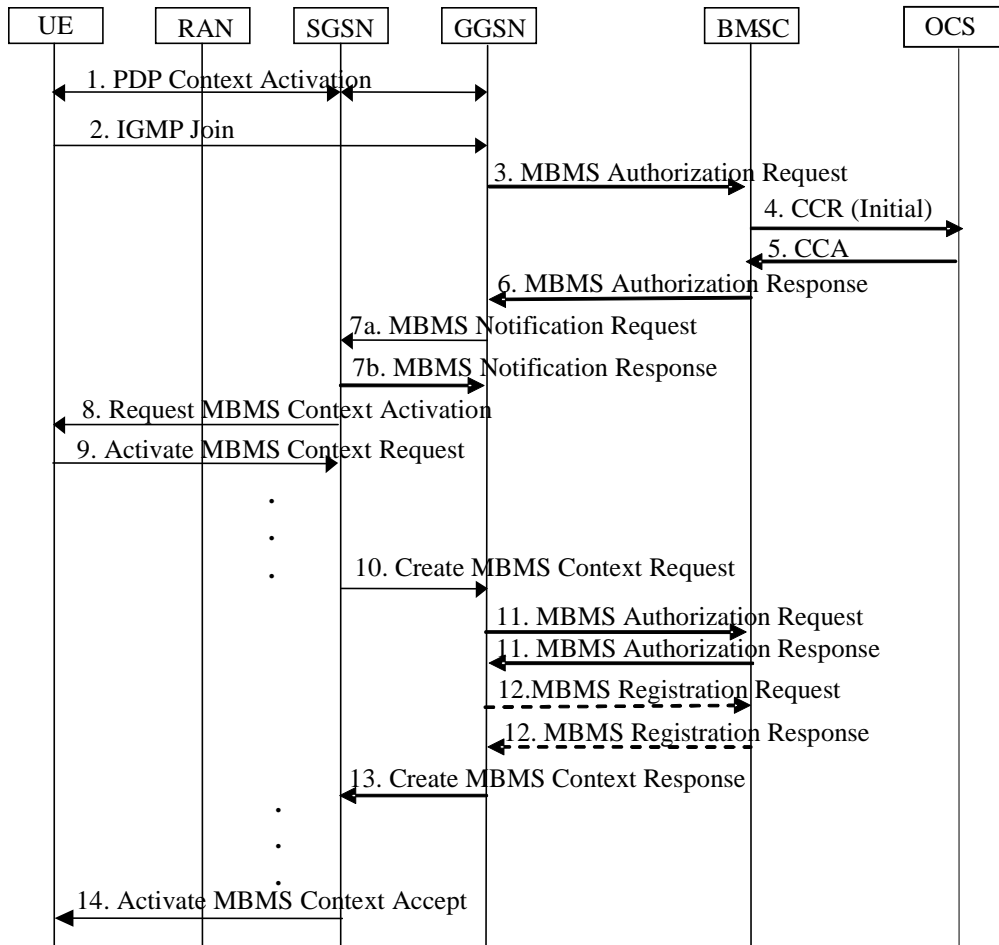 UE RAN SGSN GGSN BMSC OCS
1. PDP Context Activation
2. IGMP Join
3. MBMS Authorization Request
4. CCR (Initial)
5. CCA
6. MBMS Authorization Response
7a. MBMS Notification Request
7b. MBMS Notification Response
8. Request MBMS Context Activation
9. Activate MBMS Context Request
10. Create MBMS Context Request
11. MBMS Authorization Request
11. MBMS Authorization Response
12.MBMS Registration Request
12. MBMS Registration Response
13. Create MBMS Context Response
14. Activate MBMS Context Accept